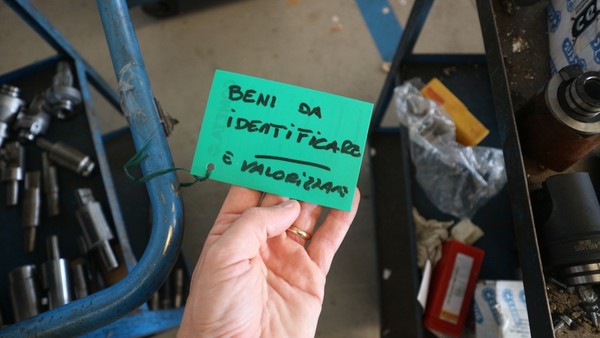 BENI DA
IDENTIFICARE
E VALORIZZARE